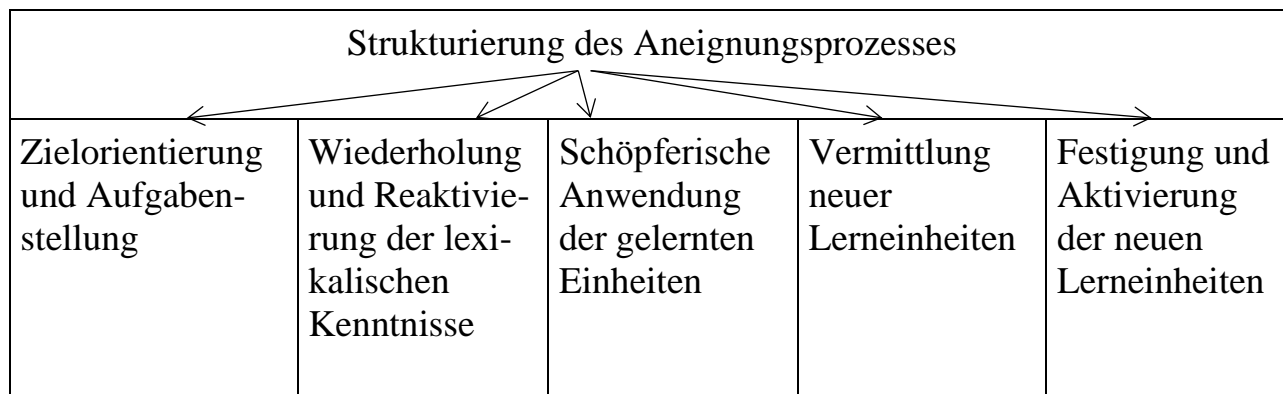 Strukturierung des Aneignungsprozesses
Zielorientierung
und Aufgaben-
stellung
Wiederholung
und Reaktivie-
rung der lexi-
kalischen
Kenntnisse
Schöpferische
Anwendung
der gelernten
Einheiten
Vermittlung
neuer
Lerneinheiten
Festigung und
Aktivierung
der neuen
Lerneinheiten